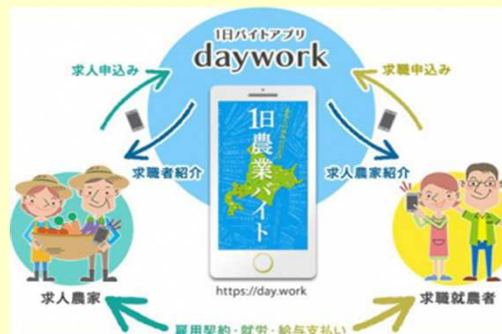 1日バイトアプリ
daywork
求人申込み
求職申込み
求職者紹介
求人農家紹介
1日農業バイト
求人農家
求職就農者
https://day.work
雇用契約・就労・給与支払い